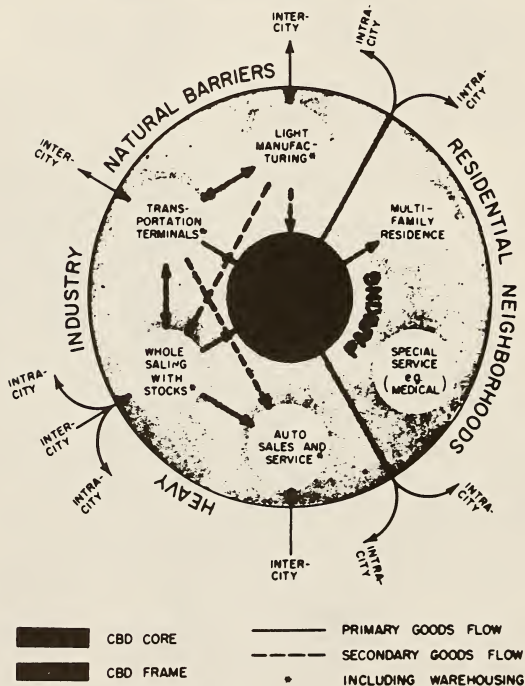 INTER-
CITY
INTRA-
CITY
INTRA-
CITY
NATURAL BARRIERS
INTER-
CITY
LIGHT
MANUFAC-
TURING*
RESIDENTIAL NEIGHBORHOODS
TRANS-
PORTATION
TERMINALS*
MULTI-
FAMILY
RESIDENCE
INDUSTRY
PARKING
WHOLE
SALING
WITH
STOCKS*
SPECIAL
SERVICE
( e.g. )
MEDICAL
INTRA-
CITY
INTER-
CITY
INTRA-
CITY
AUTO
SALES AND
SERVICE*
HEAVY
INTRA-
CITY
INTRA-
CITY
INTER-
CITY
CBD CORE
PRIMARY GOODS FLOW
CBD FRAME
SECONDARY GOODS FLOW
* INCLUDING WAREHOUSING